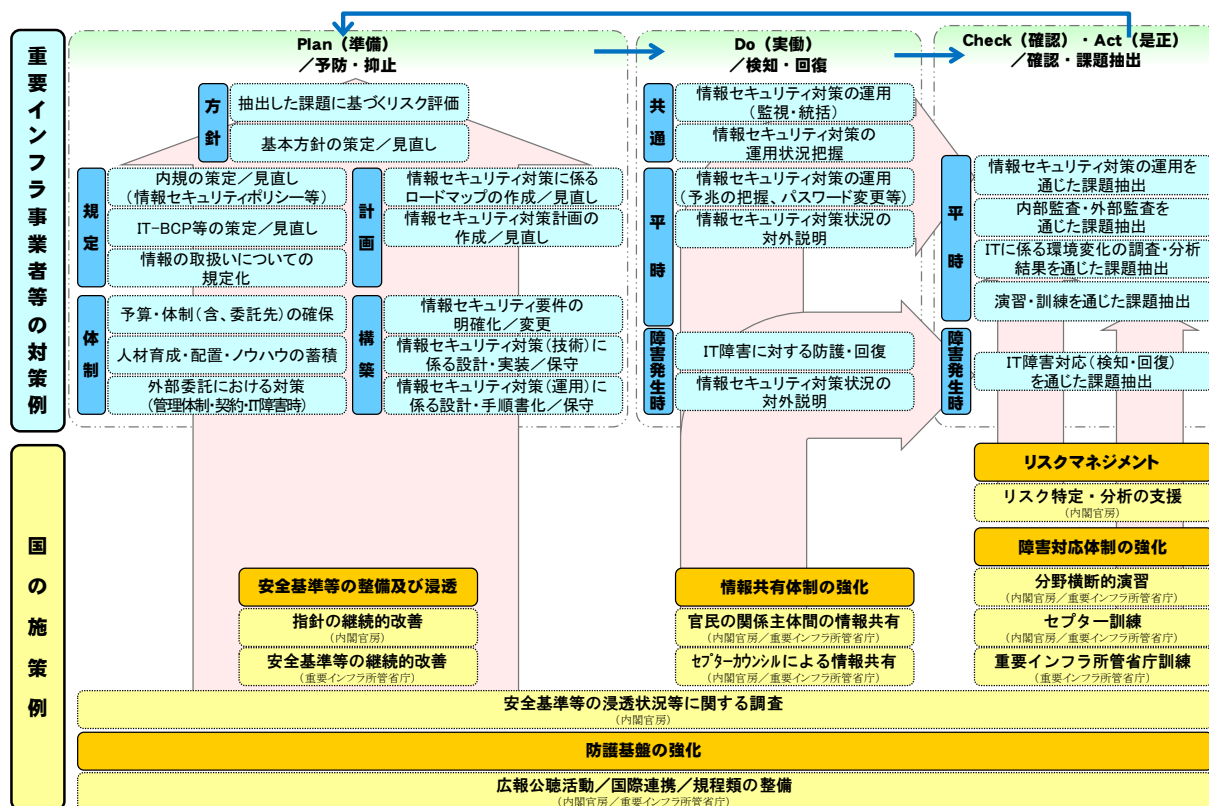 重要インフラ事業者等の対策例
Plan（準備）
／予防・抑止
方針
抽出した課題に基づくリスク評価
基本方針の策定／見直し
規定
内規の策定／見直し
(情報セキュリティポリシー等)
IT-BCP等の策定／見直し
情報の取扱いについての
規定化
計画
情報セキュリティ対策に係る
ロードマップの作成／見直し
情報セキュリティ対策計画の
作成／見直し
体制
予算・体制(含、委託先)の確保
人材育成・配置・ノウハウの蓄積
外部委託における対策
(管理体制・契約・IT障害時)
構築
情報セキュリティ要件の
明確化／変更
情報セキュリティ対策(技術)に
係る設計・実装／保守
情報セキュリティ対策(運用)に
係る設計・手順書化／保守
Do（実働）
／検知・回復
共通
情報セキュリティ対策の運用
(監視・統括)
情報セキュリティ対策の
運用状況把握
平時
情報セキュリティ対策の運用
(予兆の把握、パスワード変更等)
情報セキュリティ対策状況の
対外説明
障害発生時
IT障害に対する防護・回復
情報セキュリティ対策状況の
対外説明
Check（確認）・Act（是正）
／確認・課題抽出
平時
情報セキュリティ対策の運用を
通じた課題抽出
内部監査・外部監査を
通じた課題抽出
ITに係る環境変化の調査・分析
結果を通じた課題抽出
演習・訓練を通じた課題抽出
障害発生時
IT障害対応(検知・回復)
を通じた課題抽出
国の施策例
安全基準等の整備及び浸透
指針の継続的改善
(内閣官房)
安全基準等の継続的改善
(重要インフラ所管省庁)
情報共有体制の強化
官民の関係主体間の情報共有
(内閣官房／重要インフラ所管省庁)
ｾﾌﾟﾀｰｶｳﾝｼﾙによる情報共有
(内閣官房／重要インフラ所管省庁)
リスクマネジメント
リスク特定・分析の支援
(内閣官房)
障害対応体制の強化
分野横断的演習
(内閣官房／重要インフラ所管省庁)
セプター訓練
(内閣官房／重要インフラ所管省庁)
重要インフラ所管省庁訓練
(重要インフラ所管省庁)
安全基準等の浸透状況等に関する調査
(内閣官房)
防護基盤の強化
広報公聴活動／国際連携／規程類の整備
(内閣官房／重要インフラ所管省庁)